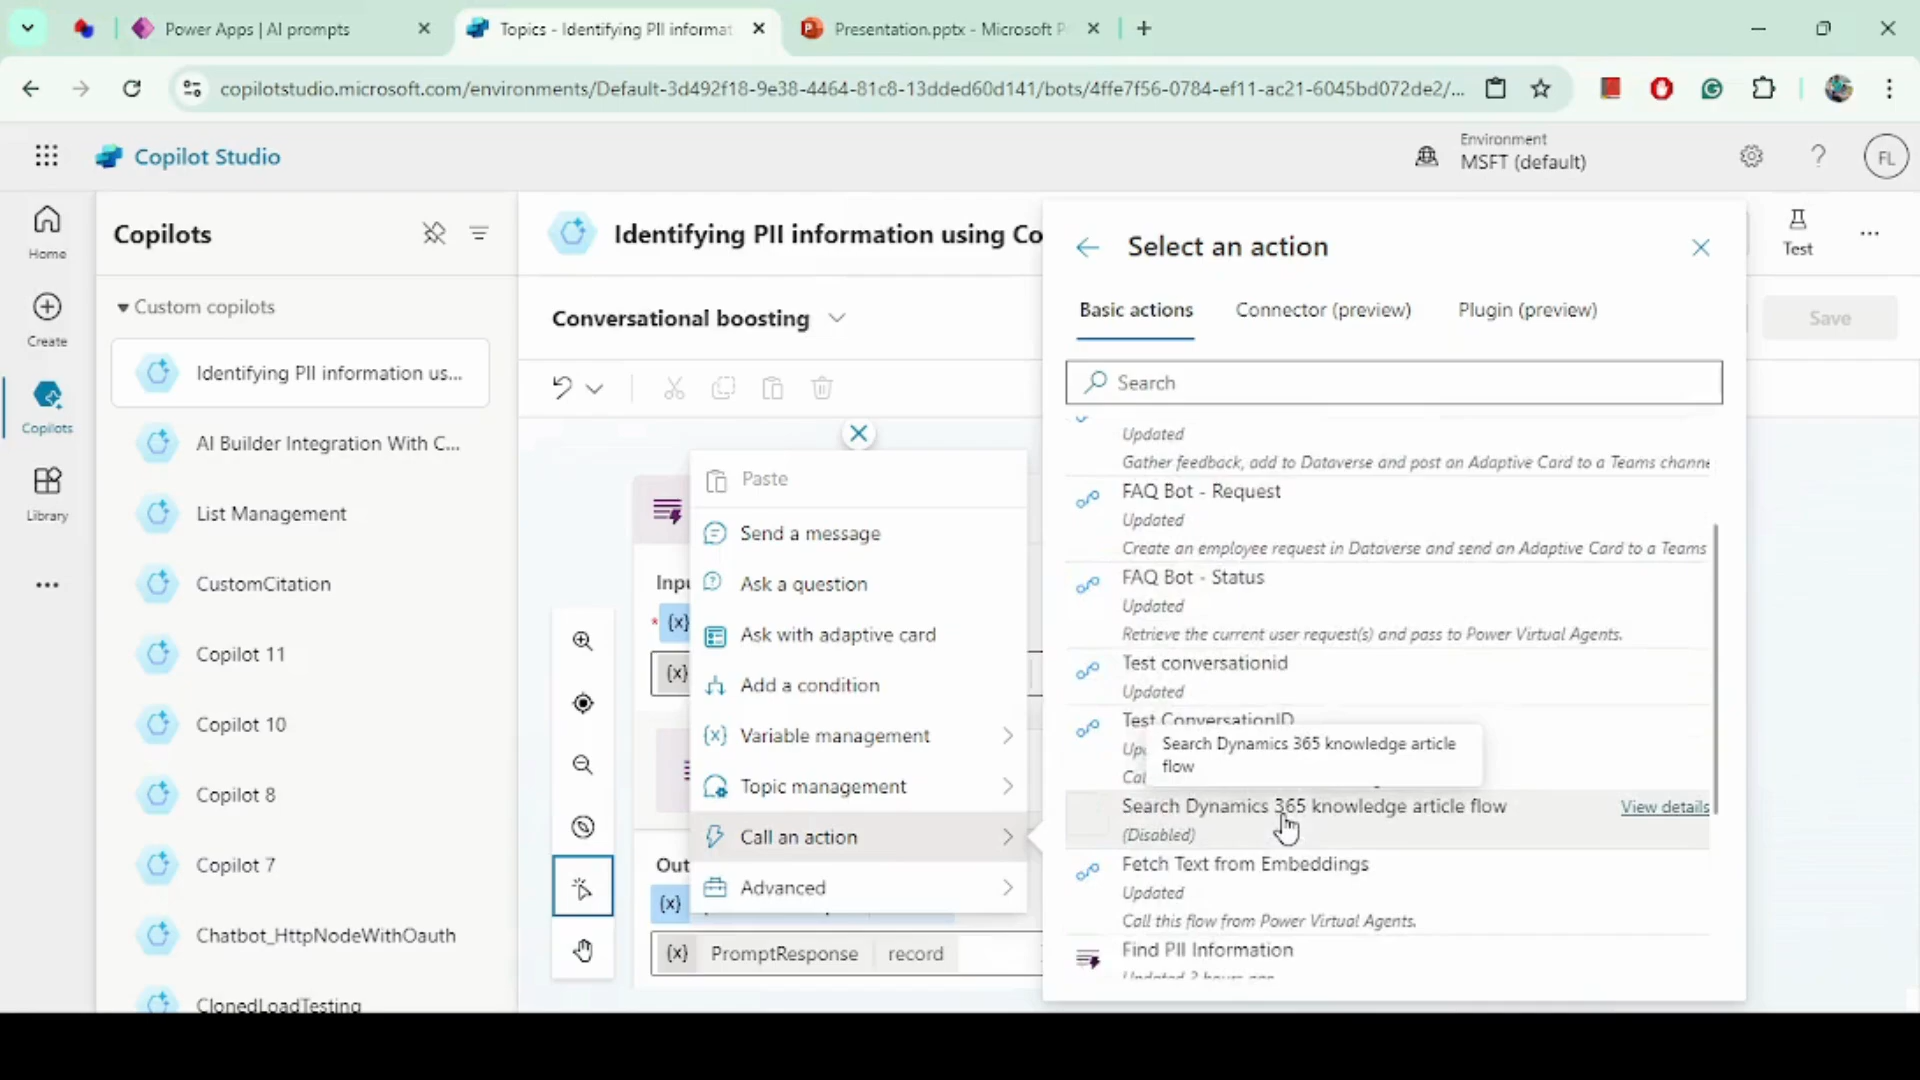 Power Apps | AI prompts
Topics - Identifying PII informat
Presentation.pptx - Microsoft P
copilotstudio.microsoft.com/environments/Default-3d492f18-9e38-4464-81c8-13dded60d141/bots/4ffe7f56-0784-ef11-ac21-6045bd072de2/...
Copilot Studio
Environment
MSFT (default)
FL
Home
Create
Copilots
Library
Copilots
Custom copilots
Identifying PII information us...
AI Builder Integration With C...
List Management
CustomCitation
Copilot 11
Copilot 10
Copilot 8
Copilot 7
Chatbot_HttpNodeWithOauth
ClonedLoadTesting
Identifying PII information using Co
Test
Conversational boosting
Save
Inpu
* {x}
{x}
Out
{x}
{x} PromptResponse record
Paste
Send a message
Ask a question
Ask with adaptive card
Add a condition
{x} Variable management
Topic management
Call an action
Advanced
Select an action
Basic actions
Connector (preview)
Plugin (preview)
Search
Updated
Gather feedback, add to Dataverse and post an Adaptive Card to a Teams channe
FAQ Bot - Request
Updated
Create an employee request in Dataverse and send an Adaptive Card to a Teams
FAQ Bot - Status
Updated
Retrieve the current user request(s) and pass to Power Virtual Agents.
Test conversationid
Updated
Test ConversationID
Up
Cal
Search Dynamics 365 knowledge article
flow
Search Dynamics 365 knowledge article flow
View details
(Disabled)
Fetch Text from Embeddings
Updated
Call this flow from Power Virtual Agents.
Find PII Information
Updated 2 hours ago